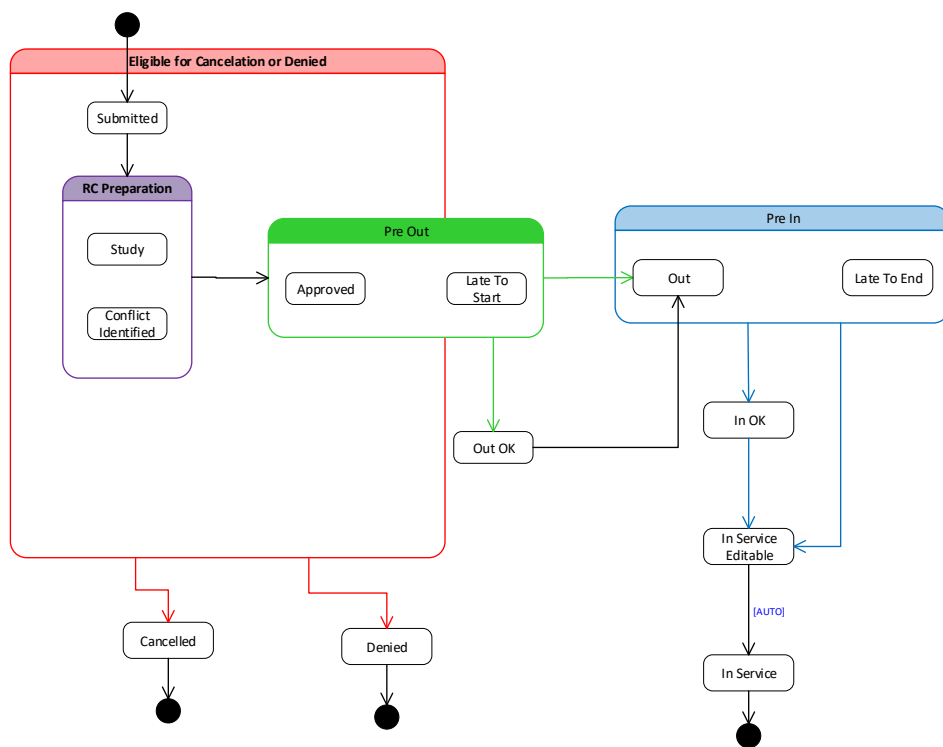 Eligible for Cancelation or Denied
Submitted
RC Preparation
Study
Conflict
Identified
Pre Out
Approved
Late To
Start
Pre In
Out
Late To End
Out OK
In OK
In Service
Editable
[AUTO]
Cancelled
Denied
In Service